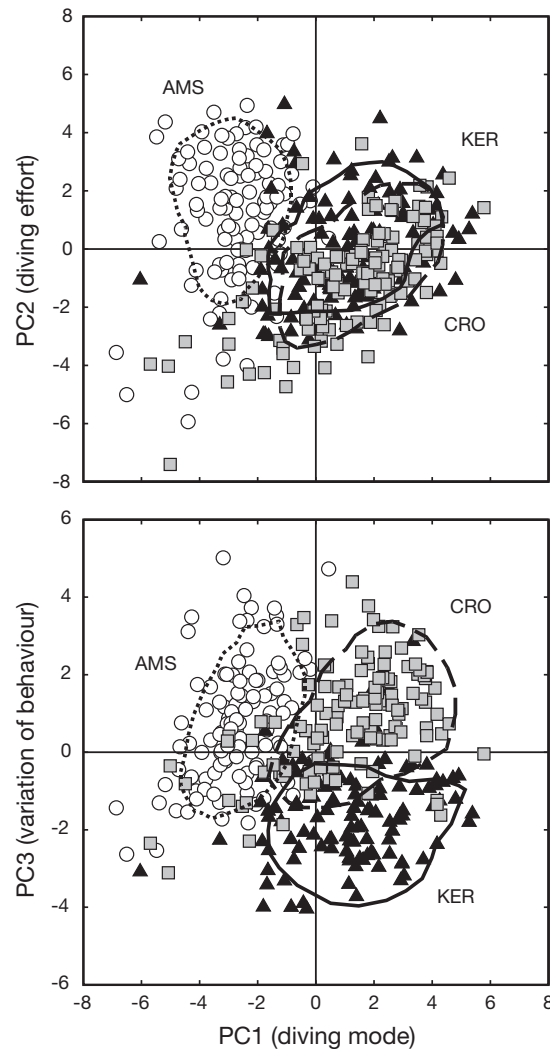 8
6
AMS
4
KER
2
PC2 (diving effort)
0
-2
CRO
-4
-6
-8
6
4
CRO
AMS
2
PC3 (variation of behaviour)
0
-2
-4
KER
-6
-8 -6 -4 -2 0 2 4 6 8
PC1 (diving mode)